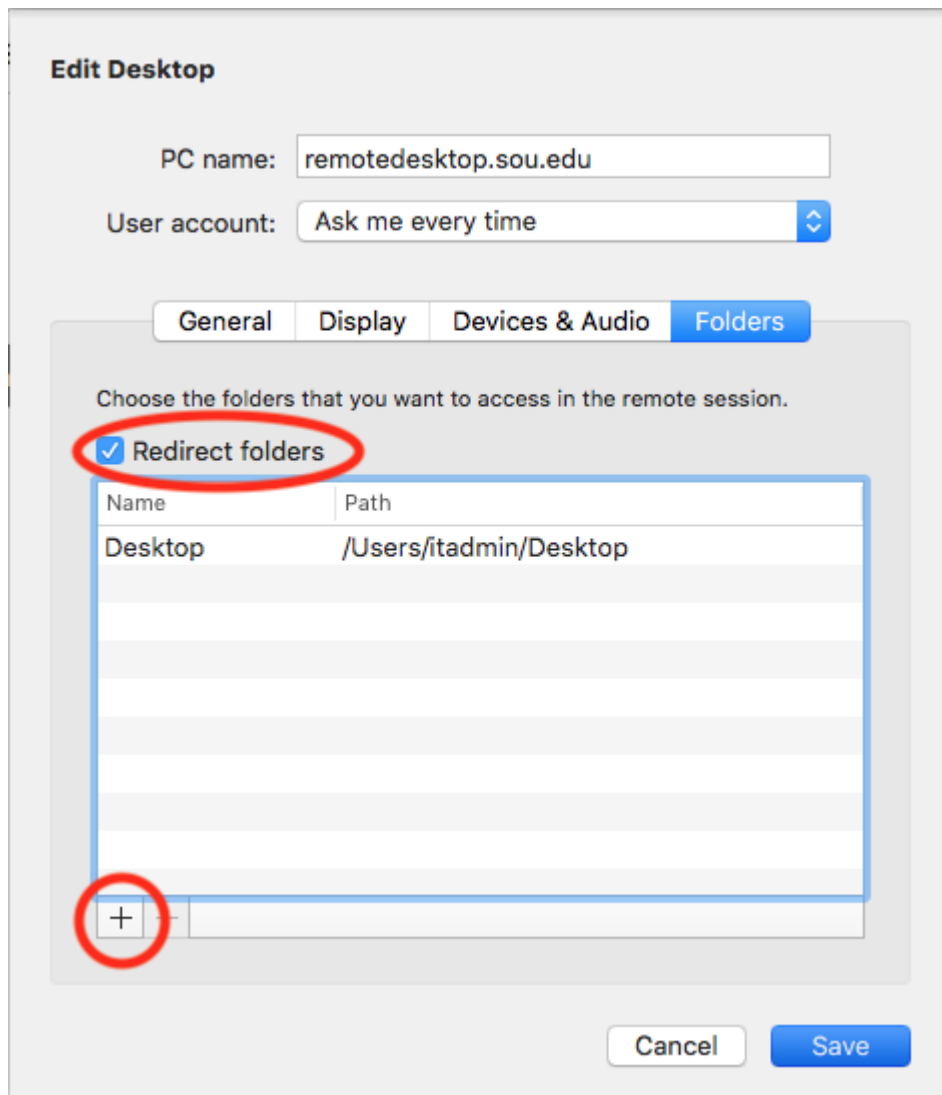 Edit Desktop
PC name: remotedesktop.sou.edu
User account: Ask me every time
General Display Devices & Audio Folders
Choose the folders that you want to access in the remote session.
Redirect folders
Name Path
Desktop /Users/itadmin/Desktop
+ −
Cancel Save